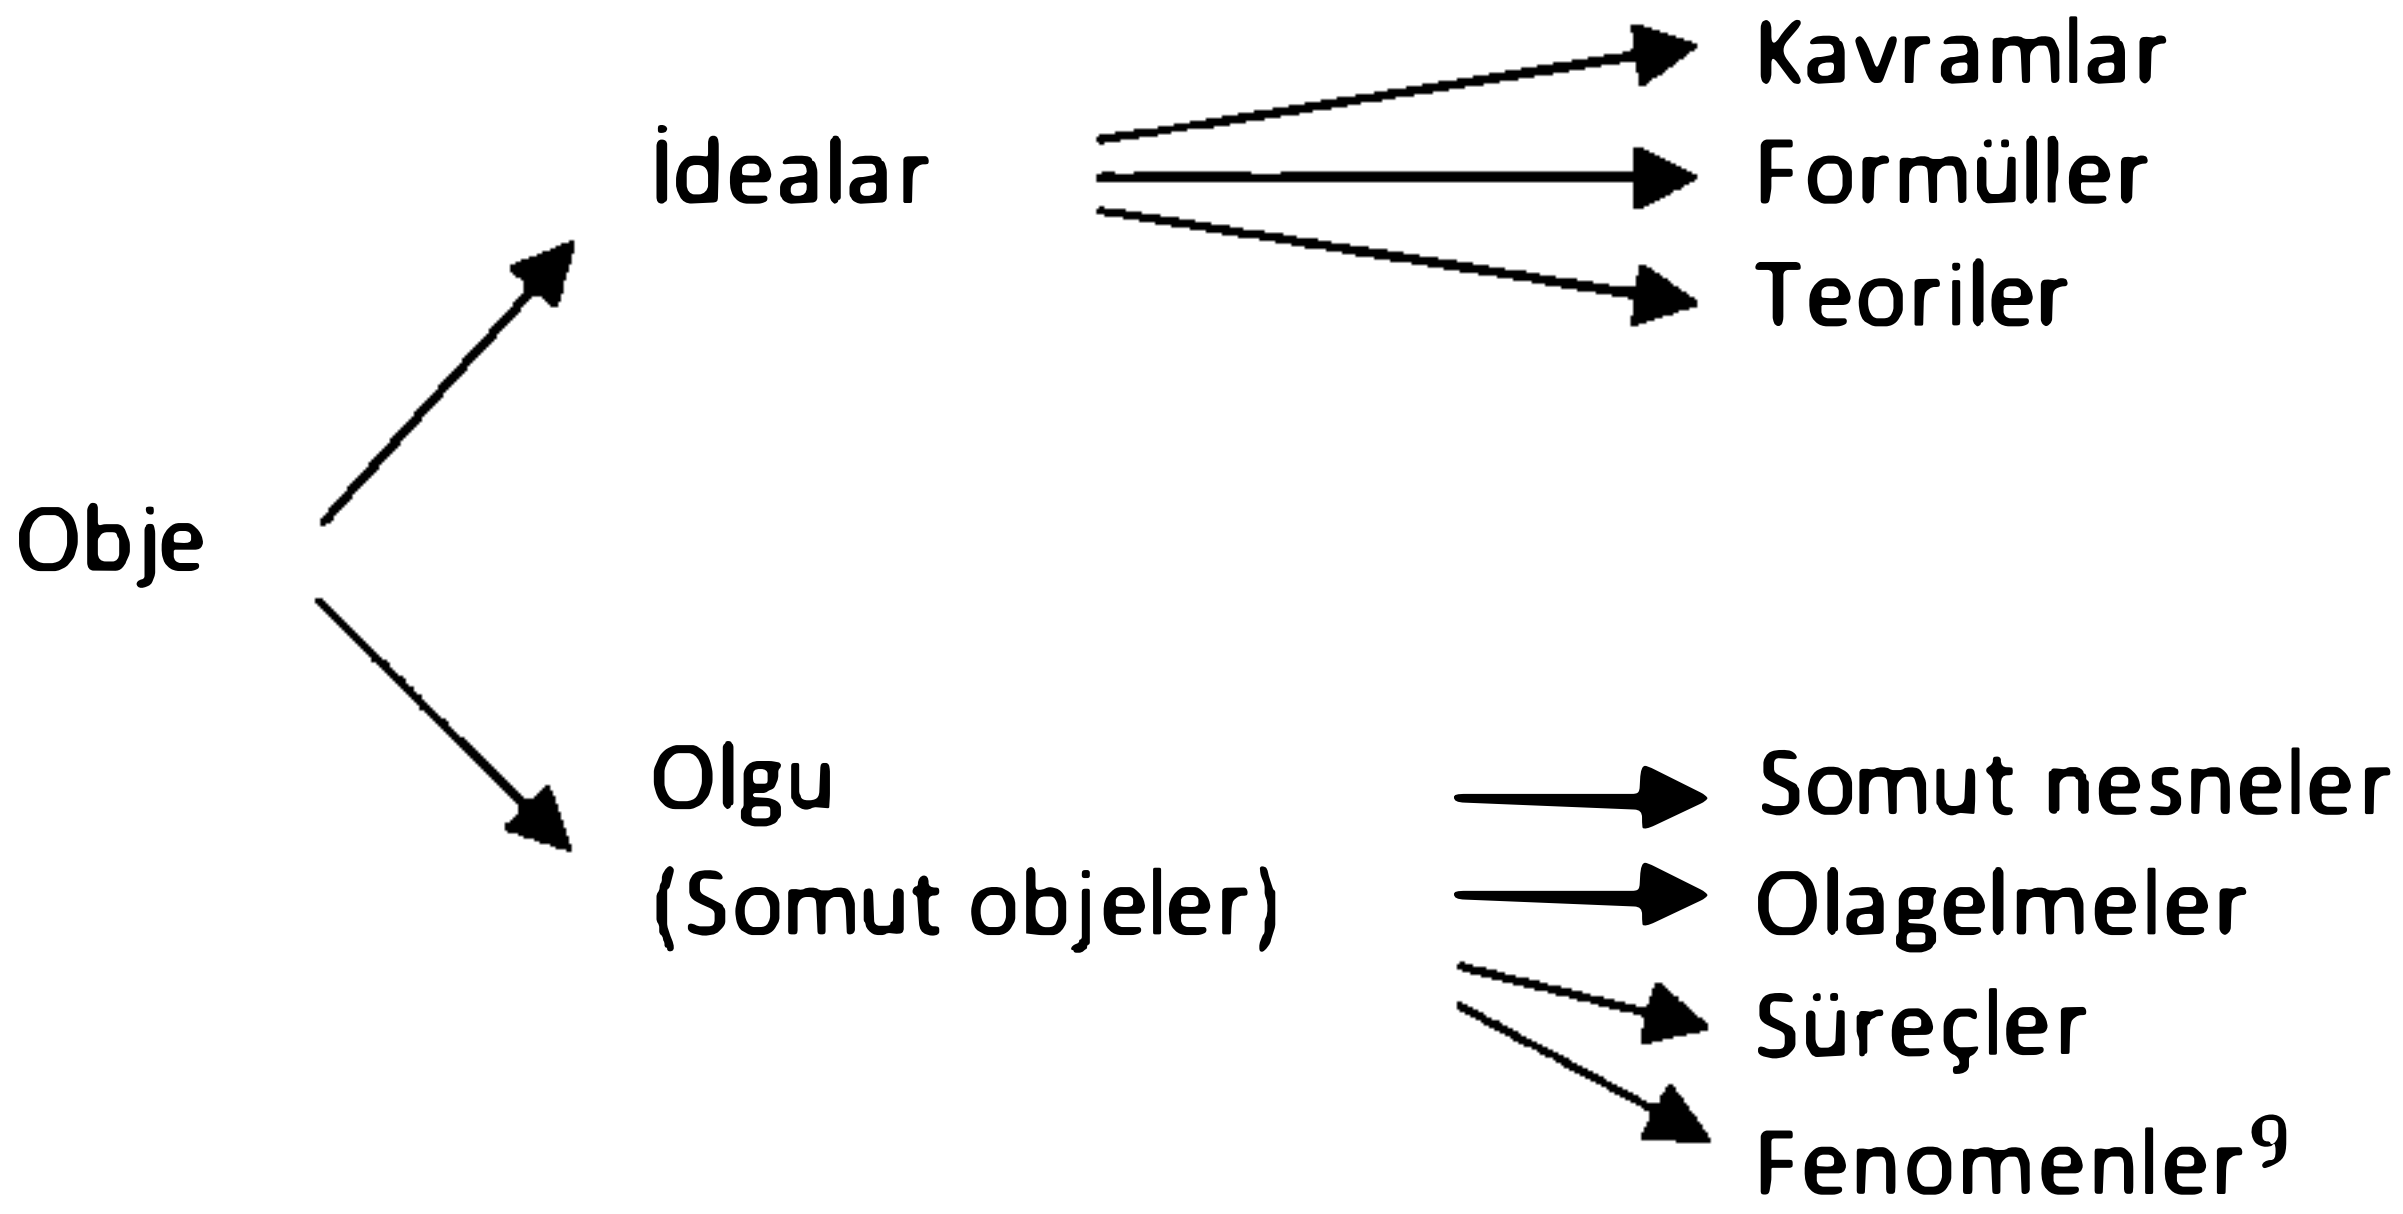 Kavramlar
İdealar
Formüller
Teoriler
Obje
Olgu
(Somut objeler)
Somut nesneler
Olagelmeler
Süreçler
Fenomenler⁹